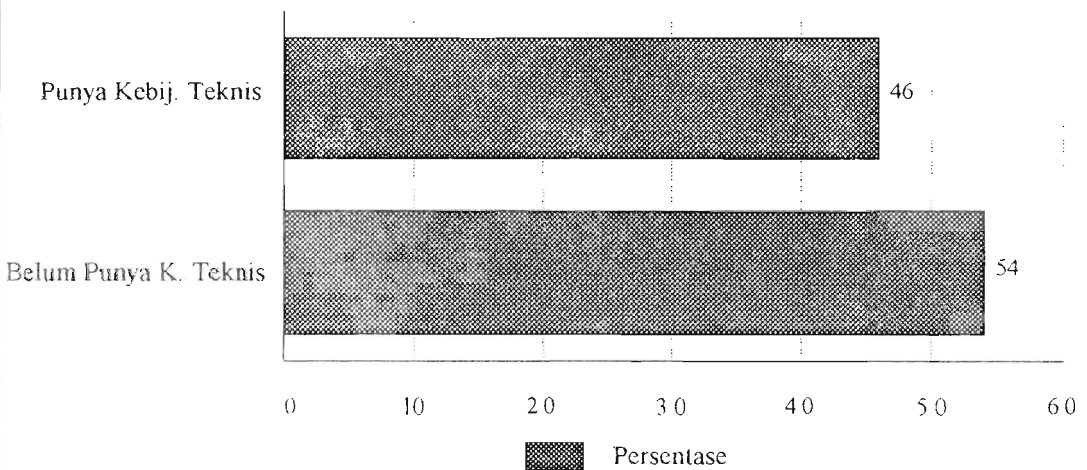 Punya Kebij. Teknis
46
Belum Punya K. Teknis
54
0 10 20 30 40 50 60
Persentase